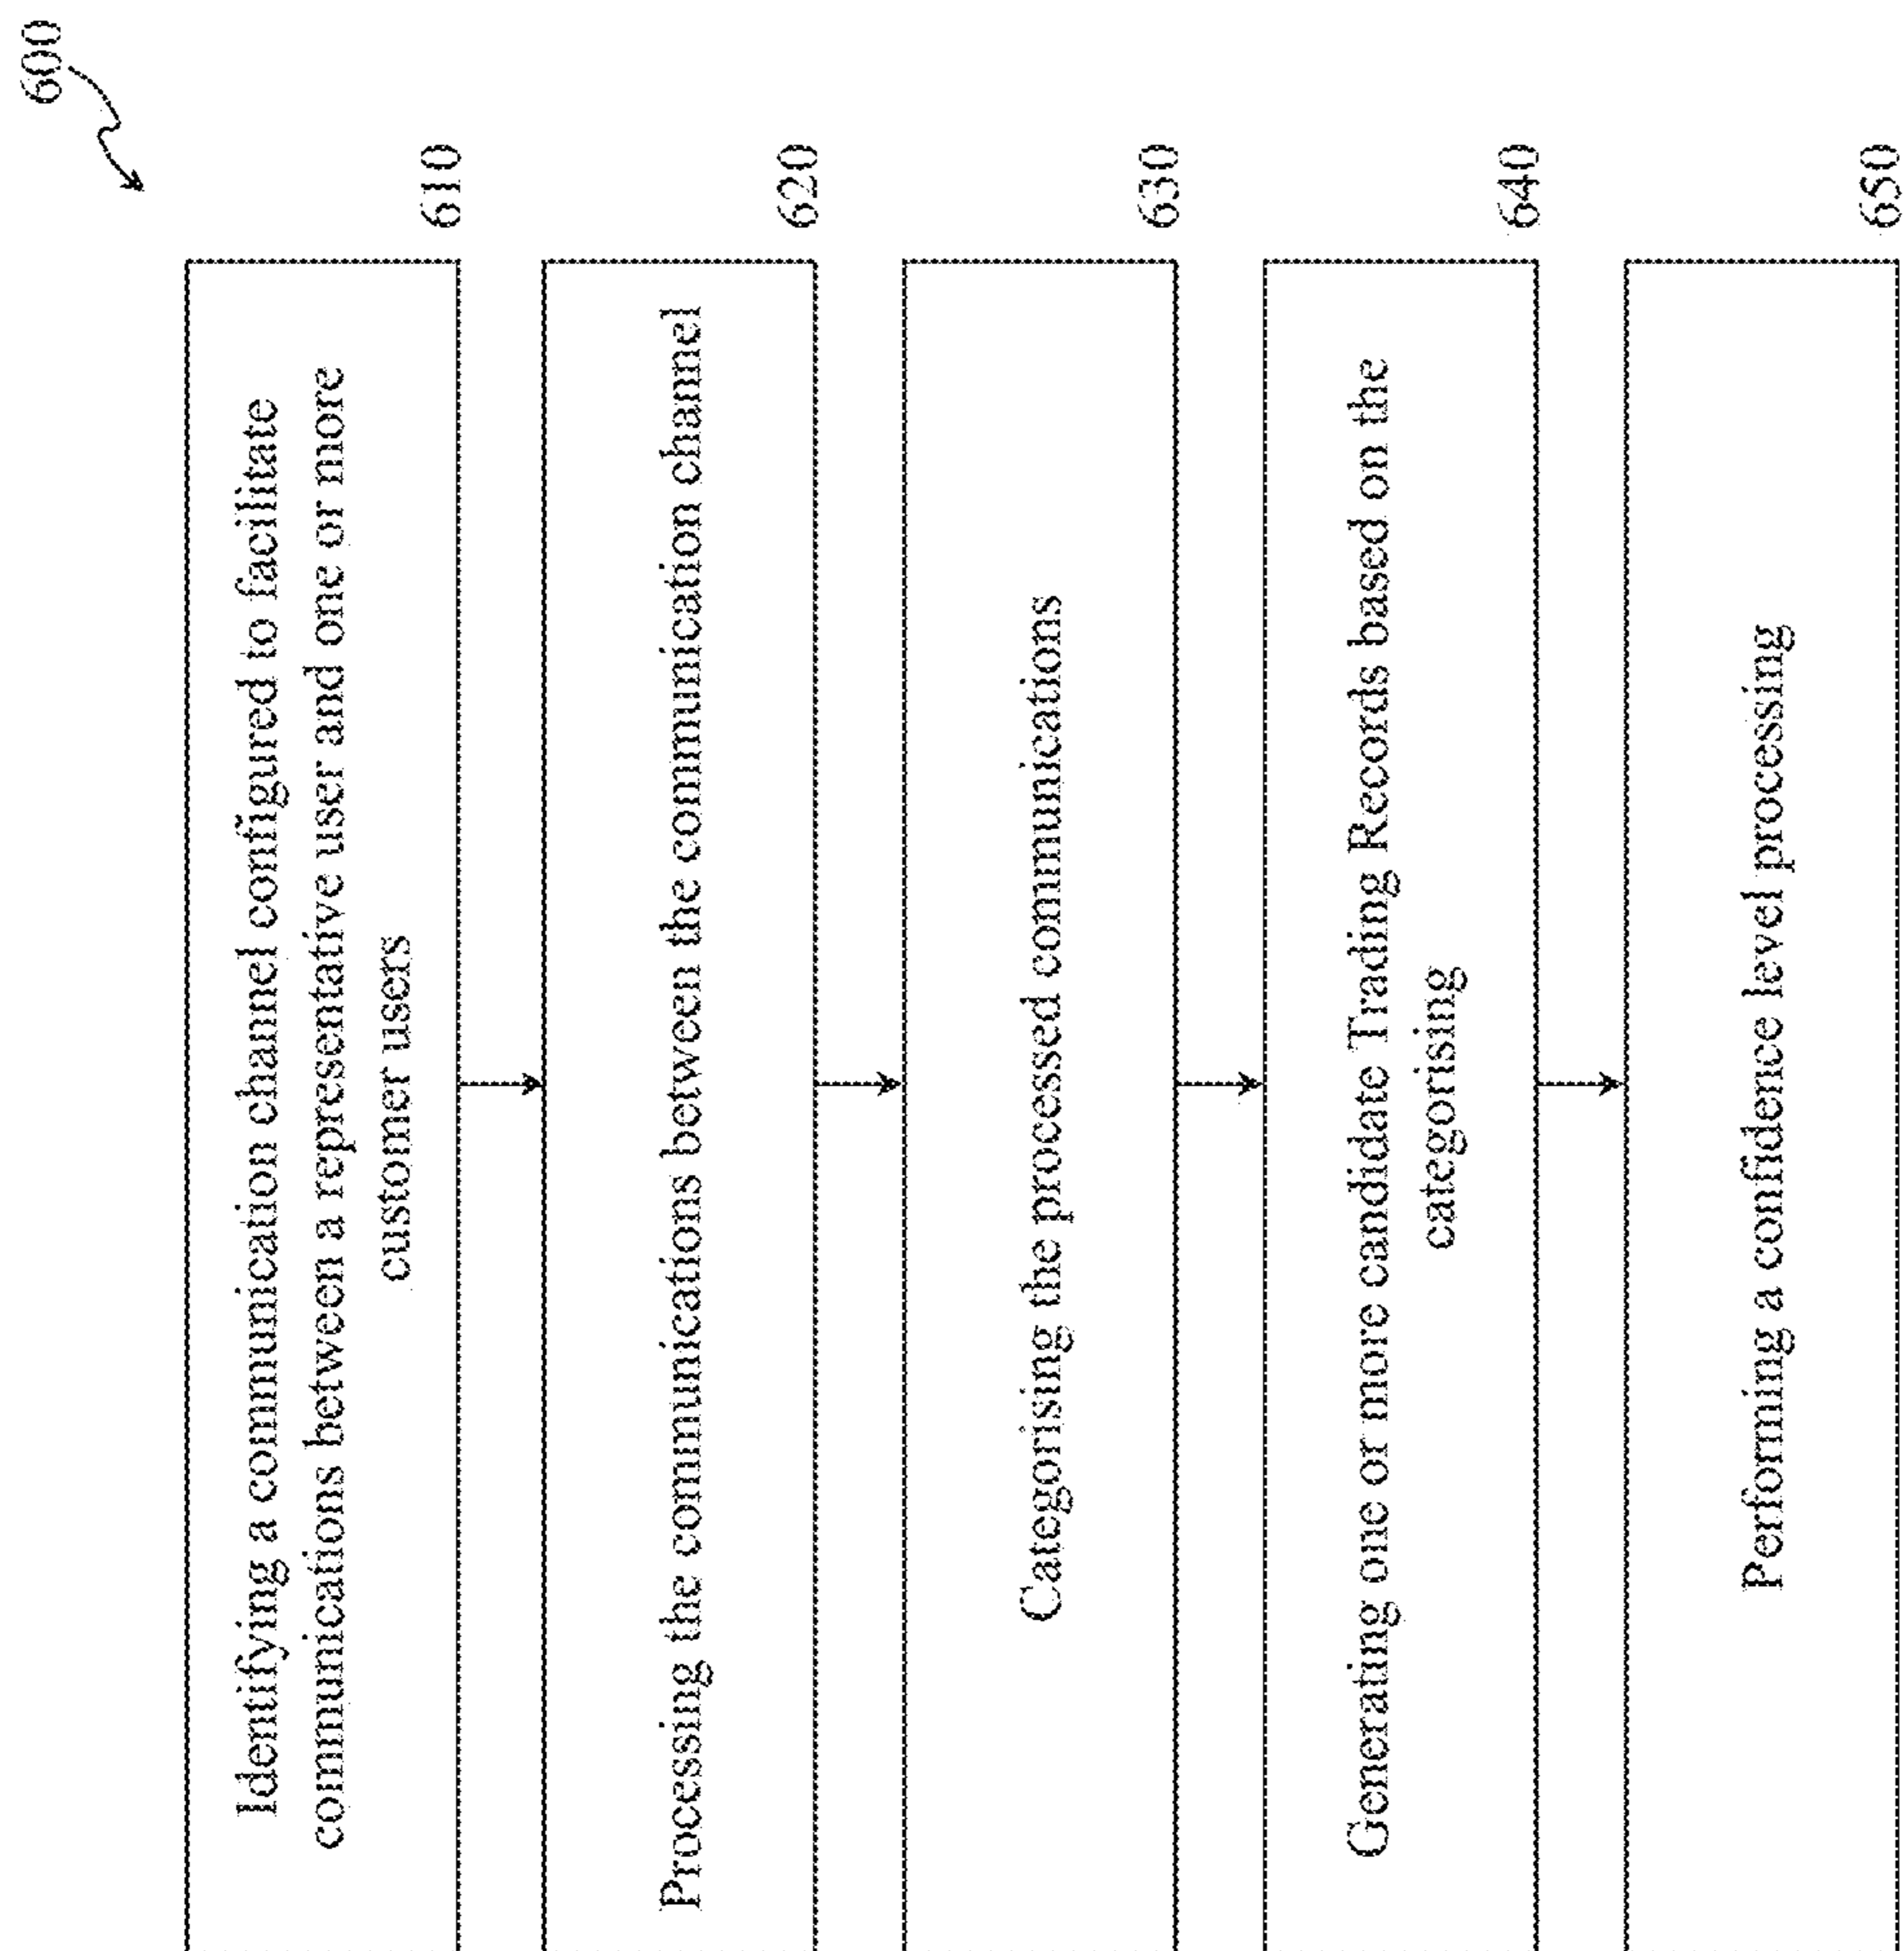 600
Identifying a communication channel configured to facilitate
communications between a representative user and one or more
customer users
610
Processing the communications between the communication channel
620
Categorising the processed communications
630
Generating one or more candidate Trading Records based on the
categorising
640
Performing a confidence level processing
650